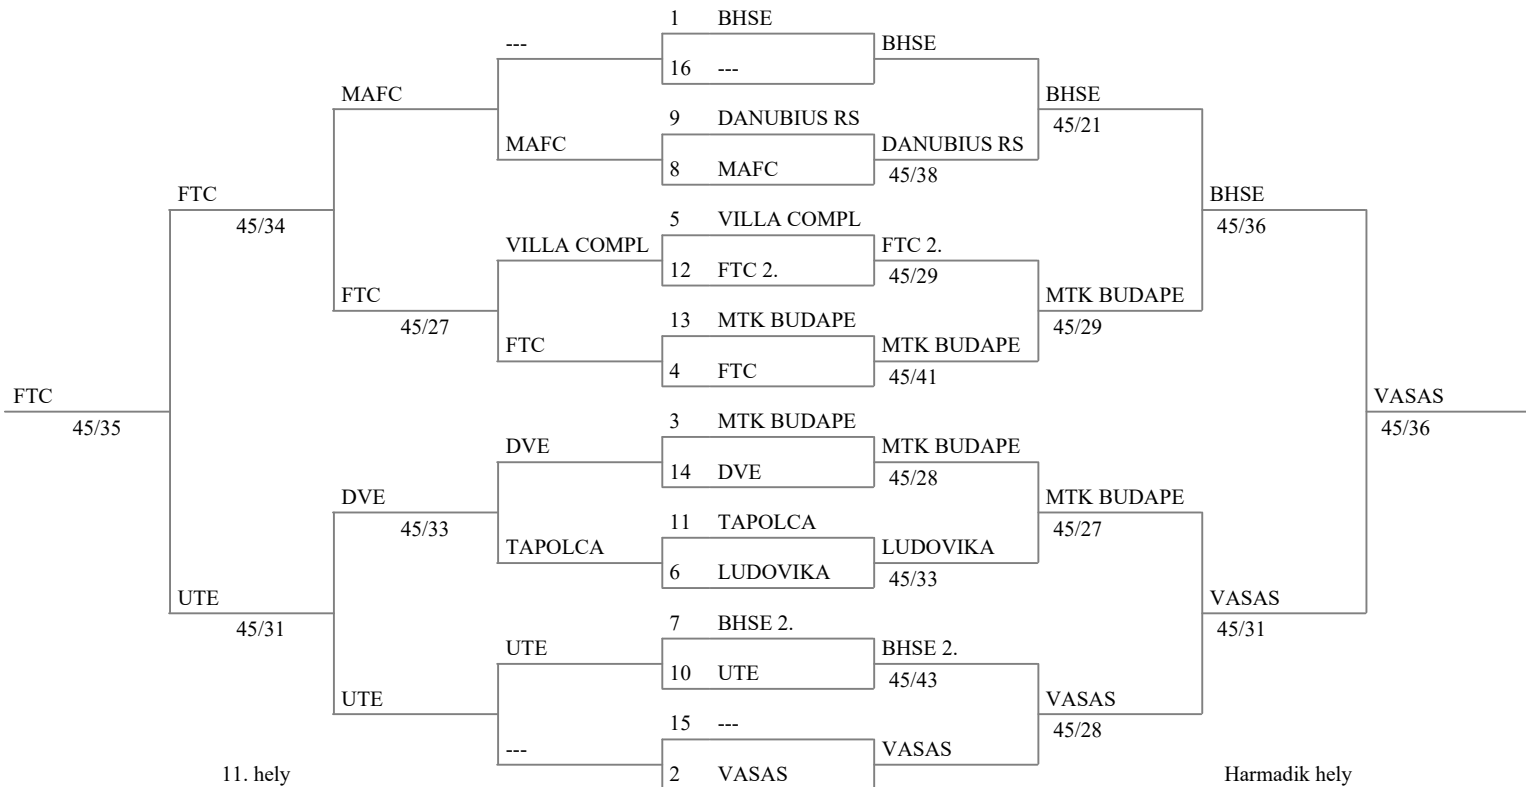 1 BHSE
--- BHSE
16 ---
MAFC BHSE
9 DANUBIUS RS 45/21
MAFC DANUBIUS RS
8 MAFC 45/38
FTC BHSE
45/34 5 VILLA COMPL 45/36
VILLA COMPL FTC 2.
12 FTC 2. 45/29
FTC MTK BUDAPE
45/27 13 MTK BUDAPE 45/29
FTC MTK BUDAPE
4 FTC 45/41
FTC VASAS
45/35 3 MTK BUDAPE 45/36
DVE MTK BUDAPE
14 DVE 45/28
DVE MTK BUDAPE
45/33 11 TAPOLCA 45/27
TAPOLCA LUDOVIKA
6 LUDOVIKA 45/33
UTE VASAS
45/31 7 BHSE 2. 45/31
UTE BHSE 2.
10 UTE 45/43
UTE VASAS
15 --- 45/28
--- VASAS
11. hely 2 VASAS Harmadik hely